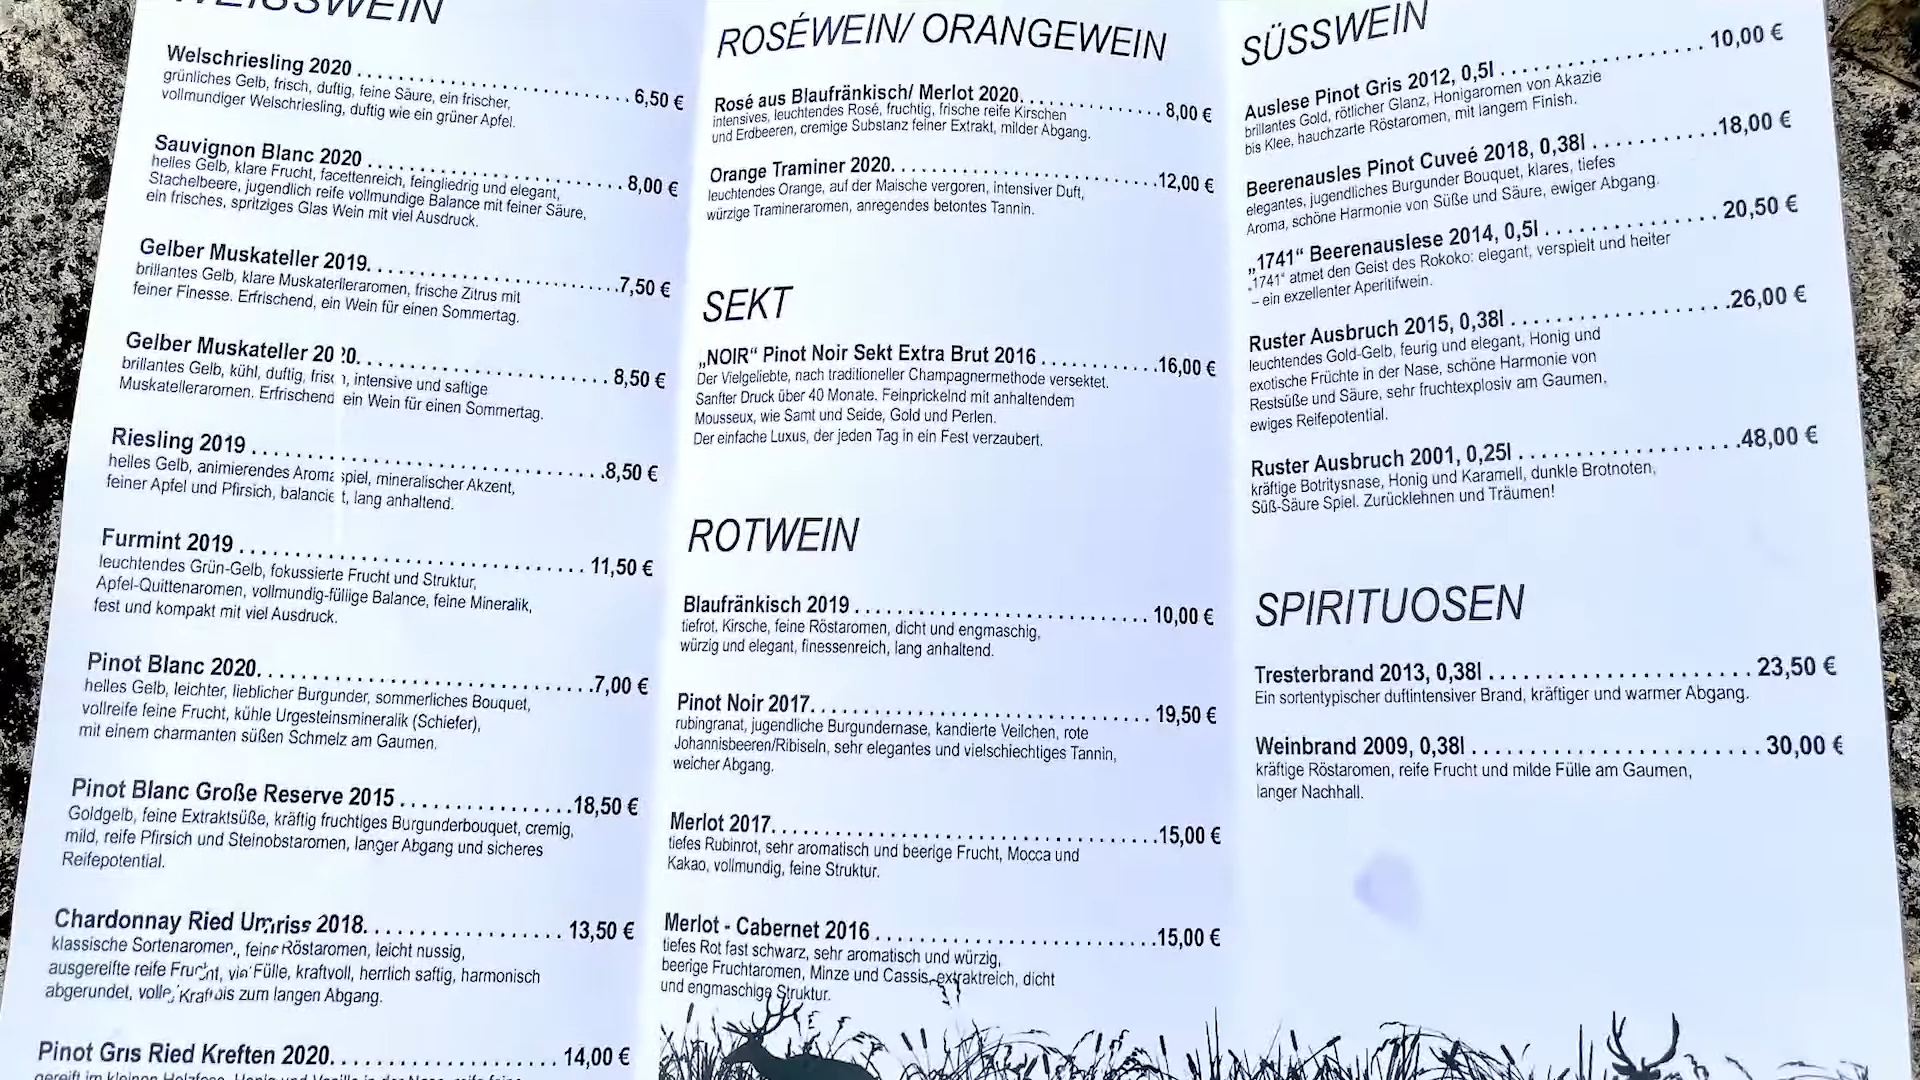 WEISSWEIN
Welschriesling 2020 ........ 6,50 €
grünliches Gelb, frisch, duftig, feine Säure, ein frischer,
vollmundiger Welschriesling, duftig wie ein grüner Apfel.
Sauvignon Blanc 2020 ........ 8,00 €
helles Gelb, klare Frucht, facettenreich, feingliedrig und elegant,
Stachelbeere, jugendlich reife vollmundige Balance mit feiner Säure,
ein frisches, spritziges Glas Wein mit viel Ausdruck.
Gelber Muskateller 2019 ........ 7,50 €
brillantes Gelb, klare Muskatelleraromen, frische Zitrus mit
feiner Finesse. Erfrischend, ein Wein für einen Sommertag.
Gelber Muskateller 2020 ........ 8,50 €
brillantes Gelb, kühl, duftig, frisch, intensive und saftige
Muskatelleraromen. Erfrischend ein Wein für einen Sommertag.
Riesling 2019 ........ 8,50 €
helles Gelb, animierendes Aromaspiel, mineralischer Akzent,
feiner Apfel und Pfirsich, balanciert, lang anhaltend.
Furmint 2019 ........ 11,50 €
leuchtendes Grün-Gelb, fokussierte Frucht und Struktur,
Apfel-Quittenaromen, vollmundig-füllige Balance, feine Mineralik,
fest und kompakt mit viel Ausdruck.
Pinot Blanc 2020 ........ 7,00 €
helles Gelb, leichter, lieblicher Burgunder, sommerliches Bouquet,
vollreife feine Frucht, kühle Urgesteinsmineralik (Schiefer),
mit einem charmanten süßen Schmelz am Gaumen.
Pinot Blanc Große Reserve 2015 ........ 18,50 €
Goldgelb, feine Extraktsüße, kräftig fruchtiges Burgunderbouquet, cremig,
mild, reife Pfirsich und Steinobstaromen, langer Abgang und sicheres
Reifepotential.
Chardonnay Ried Umriss 2018 ........ 13,50 €
klassische Sortenaromen, feine Röstaromen, leicht nussig,
ausgereifte reife Frucht, viel Fülle, kraftvoll, herrlich saftig, harmonisch
abgerundet, volle Kraft bis zum langen Abgang.
Pinot Gris Ried Kreften 2020 ........ 14,00 €
gereift im kleinen Holzfass, Honig und Vanille in der Nase, reife feine
ROSÉWEIN/ ORANGEWEIN
Rosé aus Blaufränkisch/ Merlot 2020 ........ 8,00 €
intensives, leuchtendes Rosé, fruchtig, frische reife Kirschen
und Erdbeeren, cremige Substanz feiner Extrakt, milder Abgang.
Orange Traminer 2020 ........ 12,00 €
leuchtendes Orange, auf der Maische vergoren, intensiver Duft,
würzige Tramineraromen, anregendes betontes Tannin.
SEKT
„NOIR“ Pinot Noir Sekt Extra Brut 2016 ........ 16,00 €
Der Vielgeliebte, nach traditioneller Champagnermethode versektet.
Sanfter Druck über 40 Monate. Feinprickelnd mit anhaltendem
Mousseux, wie Samt und Seide, Gold und Perlen.
Der einfache Luxus, der jeden Tag in ein Fest verzaubert.
ROTWEIN
Blaufränkisch 2019 ........ 10,00 €
tiefrot, Kirsche, feine Röstaromen, dicht und engmaschig,
würzig und elegant, finessenreich, lang anhaltend.
Pinot Noir 2017 ........ 19,50 €
rubingranat, jugendliche Burgundernase, kandierte Veilchen, rote
Johannisbeeren/Ribiseln, sehr elegantes und vielschiechtiges Tannin,
weicher Abgang.
Merlot 2017 ........ 15,00 €
tiefes Rubinrot, sehr aromatisch und beerige Frucht, Mocca und
Kakao, vollmundig, feine Struktur.
Merlot - Cabernet 2016 ........ 15,00 €
tiefes Rot fast schwarz, sehr aromatisch und würzig,
beerige Fruchtaromen, Minze und Cassis, extraktreich, dicht
und engmaschige Struktur.
SÜSSWEIN
Auslese Pinot Gris 2012, 0,5l ........ 10,00 €
brillantes Gold, rötlicher Glanz, Honigaromen von Akazie
bis Klee, hauchzarte Röstaromen, mit langem Finish.
Beerenausles Pinot Cuveé 2018, 0,38l ........ 18,00 €
elegantes, jugendliches Burgunder Bouquet, klares, tiefes
Aroma, schöne Harmonie von Süße und Säure, ewiger Abgang.
„1741“ Beerenauslese 2014, 0,5l ........ 20,50 €
„1741“ atmet den Geist des Rokoko: elegant, verspielt und heiter
– ein exzellenter Aperitifwein.
Ruster Ausbruch 2015, 0,38l ........ 26,00 €
leuchtendes Gold-Gelb, feurig und elegant, Honig und
exotische Früchte in der Nase, schöne Harmonie von
Restsüße und Säure, sehr fruchtexplosiv am Gaumen,
ewiges Reifepotential.
Ruster Ausbruch 2001, 0,25l ........ 48,00 €
kräftige Botritysnase, Honig und Karamell, dunkle Brotnoten,
Süß-Säure Spiel. Zurücklehnen und Träumen!
SPIRITUOSEN
Tresterbrand 2013, 0,38l ........ 23,50 €
Ein sortentypischer duftintensiver Brand, kräftiger und warmer Abgang.
Weinbrand 2009, 0,38l ........ 30,00 €
kräftige Röstaromen, reife Frucht und milde Fülle am Gaumen,
langer Nachhall.